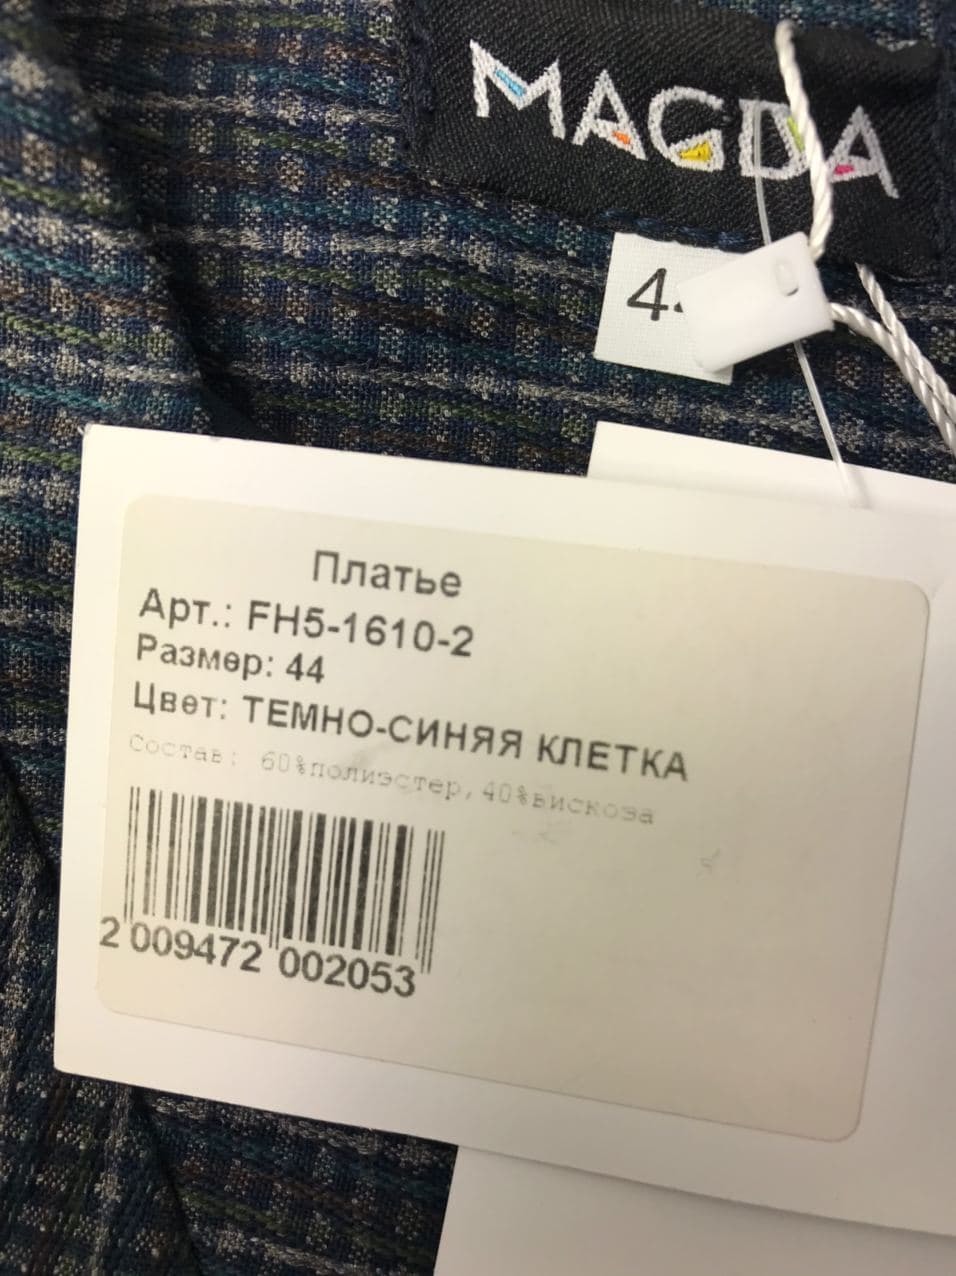 MAGDA
4
Платье
Арт.: FH5-1610-2
Размер: 44
Цвет: ТЕМНО-СИНЯЯ КЛЕТКА
Состав: 60%полиэстер,40%вискоза
2 009472 002053